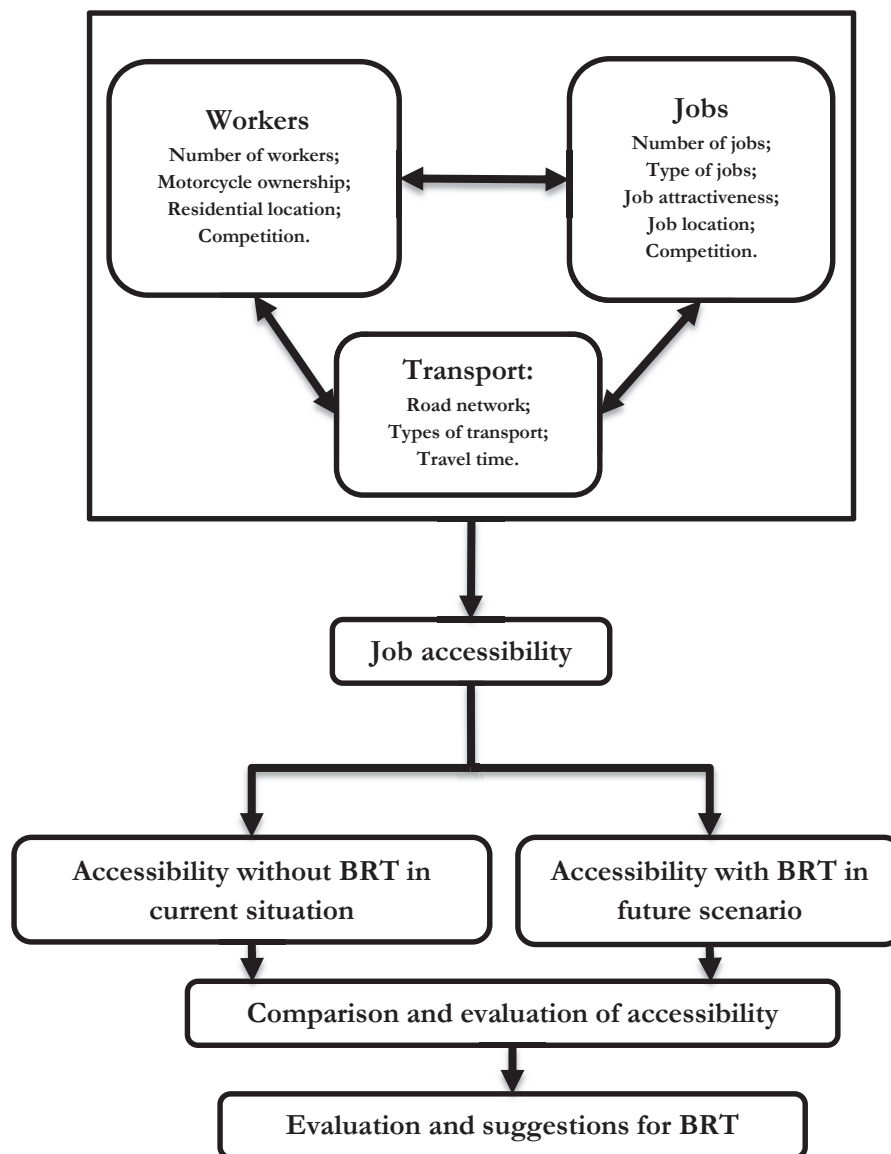 Workers
Number of workers;
Motorcycle ownership;
Residential location;
Competition.
Jobs
Number of jobs;
Type of jobs;
Job attractiveness;
Job location;
Competition.
Transport:
Road network;
Types of transport;
Travel time.
Job accessibility
Accessibility without BRT in
current situation
Accessibility with BRT in
future scenario
Comparison and evaluation of accessibility
Evaluation and suggestions for BRT